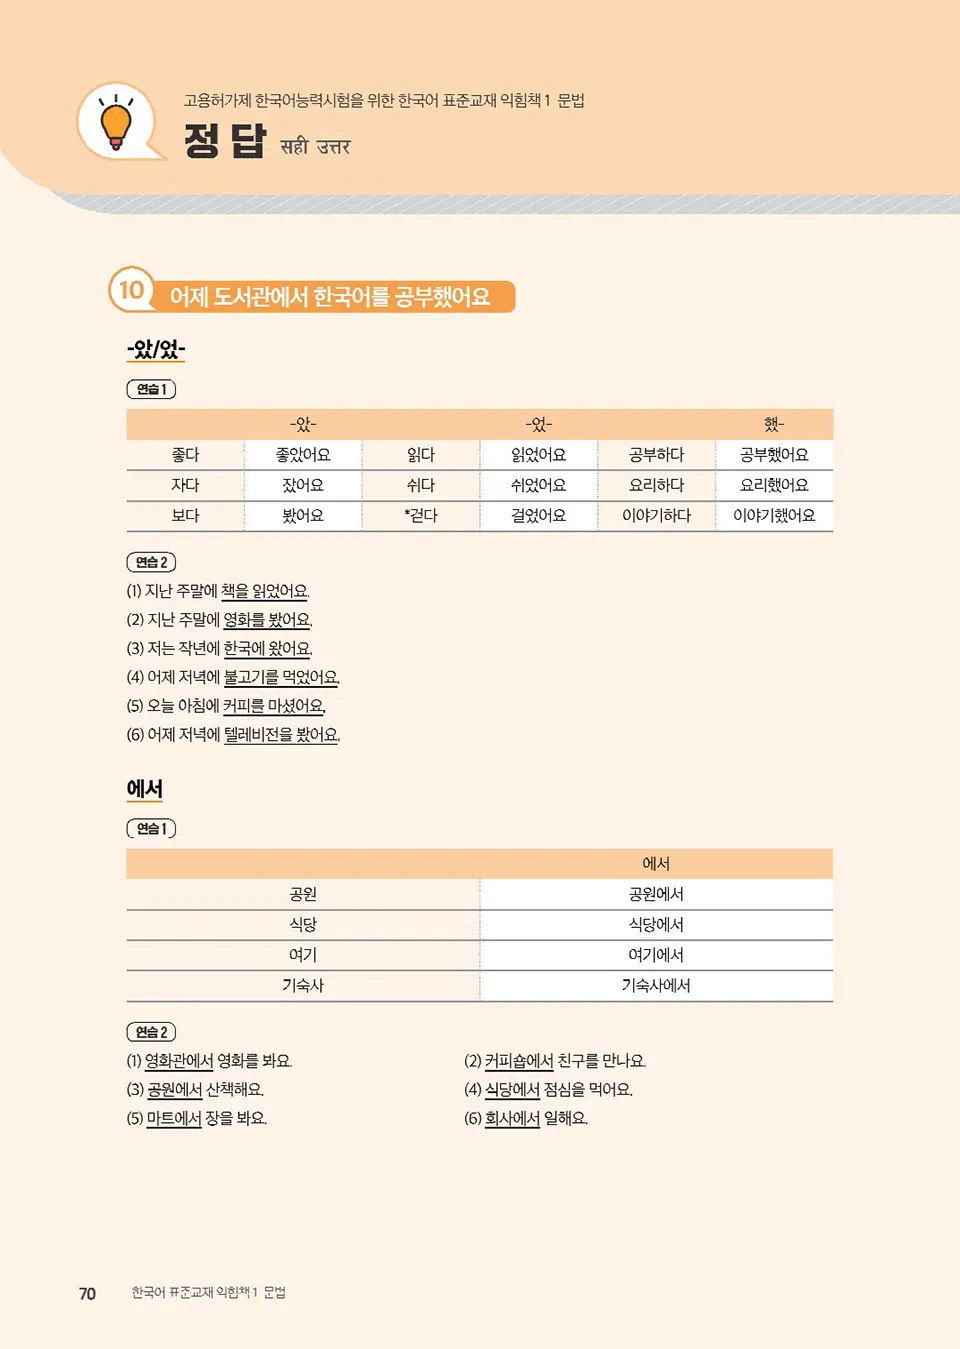 고용허가제 한국어능력시험을 위한 한국어 표준교재 익힘책 1 문법
정답 सही उत्तर
10 어제 도서관에서 한국어를 공부했어요
-았/었-
연습 1
-았- -었- 했-
좋다 좋았어요 읽다 읽었어요 공부하다 공부했어요
자다 잤어요 쉬다 쉬었어요 요리하다 요리했어요
보다 봤어요 *걷다 걸었어요 이야기하다 이야기했어요
연습 2
(1) 지난 주말에 책을 읽었어요.
(2) 지난 주말에 영화를 봤어요.
(3) 저는 작년에 한국에 왔어요.
(4) 어제 저녁에 불고기를 먹었어요.
(5) 오늘 아침에 커피를 마셨어요.
(6) 어제 저녁에 텔레비전을 봤어요.
에서
연습 1
에서
공원 공원에서
식당 식당에서
여기 여기에서
기숙사 기숙사에서
연습 2
(1) 영화관에서 영화를 봐요. (2) 커피숍에서 친구를 만나요.
(3) 공원에서 산책해요. (4) 식당에서 점심을 먹어요.
(5) 마트에서 장을 봐요. (6) 회사에서 일해요.
70 한국어 표준교재 익힘책 1 문법